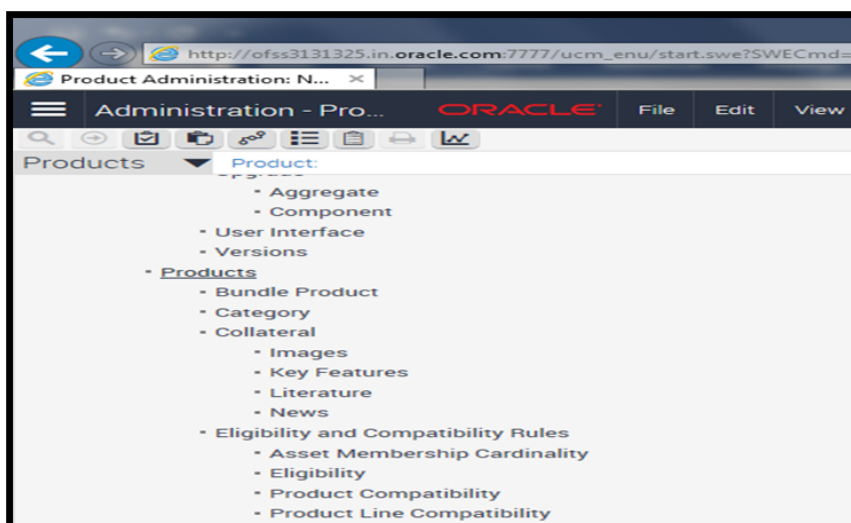 http://ofss3131325.in.oracle.com:7777/ucm_enu/start.swe?SWECmd=
Product Administration: N... ×
Administration - Pro... ORACLE File Edit View
Products Product:
Upgrade
- Aggregate
- Component
- User Interface
- Versions
- Products
- Bundle Product
- Category
- Collateral
- Images
- Key Features
- Literature
- News
- Eligibility and Compatibility Rules
- Asset Membership Cardinality
- Eligibility
- Product Compatibility
- Product Line Compatibility